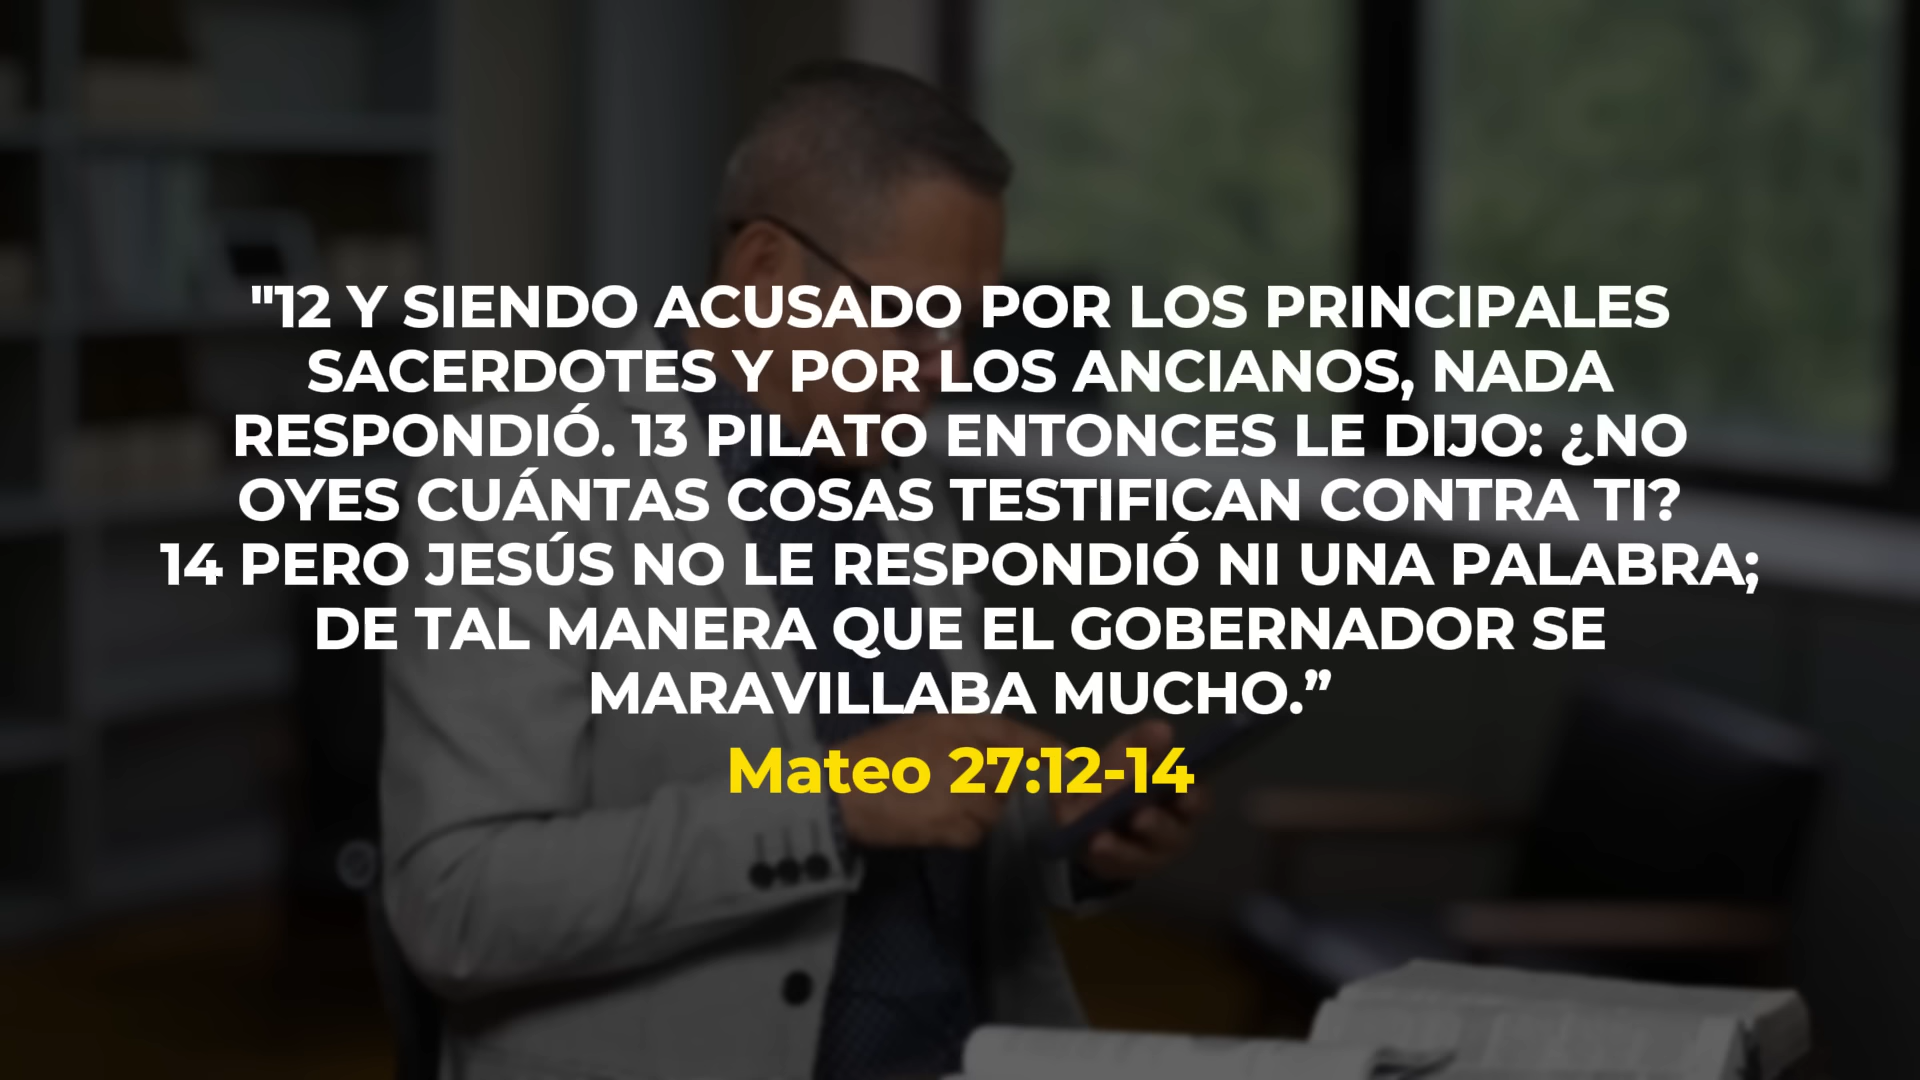 "12 Y SIENDO ACUSADO POR LOS PRINCIPALES
SACERDOTES Y POR LOS ANCIANOS, NADA
RESPONDIÓ. 13 PILATO ENTONCES LE DIJO: ¿NO
OYES CUÁNTAS COSAS TESTIFICAN CONTRA TI?
14 PERO JESÚS NO LE RESPONDIÓ NI UNA PALABRA;
DE TAL MANERA QUE EL GOBERNADOR SE
MARAVILLABA MUCHO.”
Mateo 27:12-14